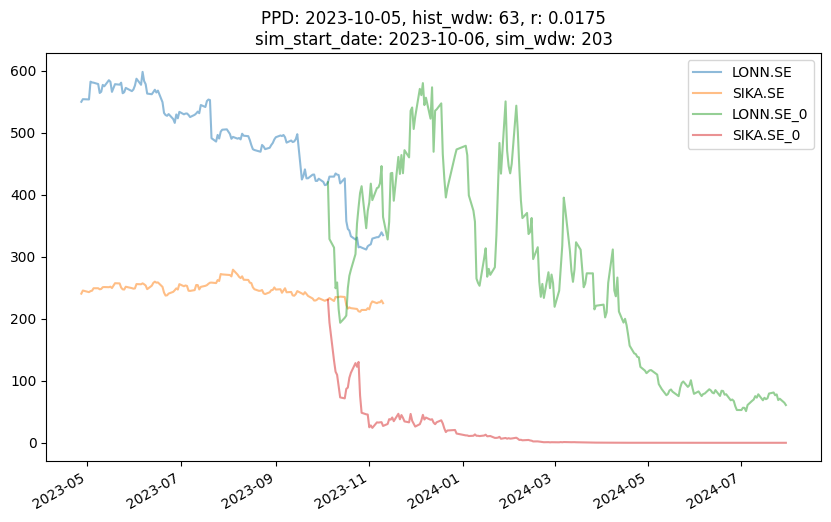 PPD: 2023-10-05, hist_wdw: 63, r: 0.0175
sim_start_date: 2023-10-06, sim_wdw: 203
LONN.SE
SIKA.SE
LONN.SE_0
SIKA.SE_0
600
500
400
300
200
100
0
2023-05
2023-07
2023-09
2023-11
2024-01
2024-03
2024-05
2024-07